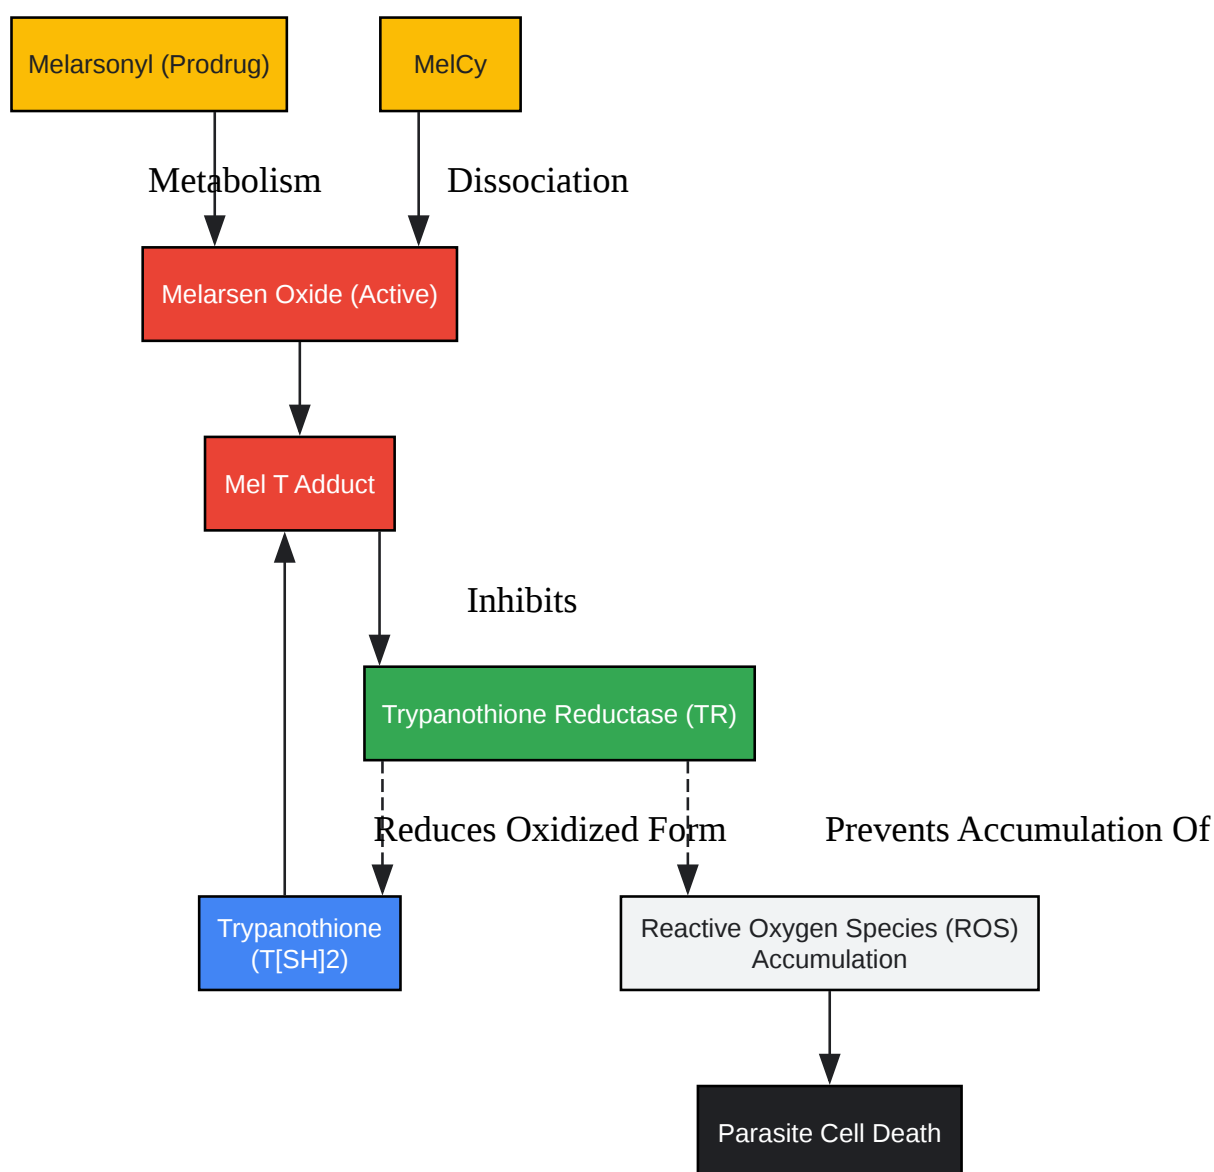 Melarsonyl (Prodrug)
MelCy
Metabolism
Dissociation
Melarsen Oxide (Active)
Mel T Adduct
Inhibits
Trypanothione Reductase (TR)
Reduces Oxidized Form
Prevents Accumulation Of
Trypanothione
(T[SH]2)
Reactive Oxygen Species (ROS)
Accumulation
Parasite Cell Death